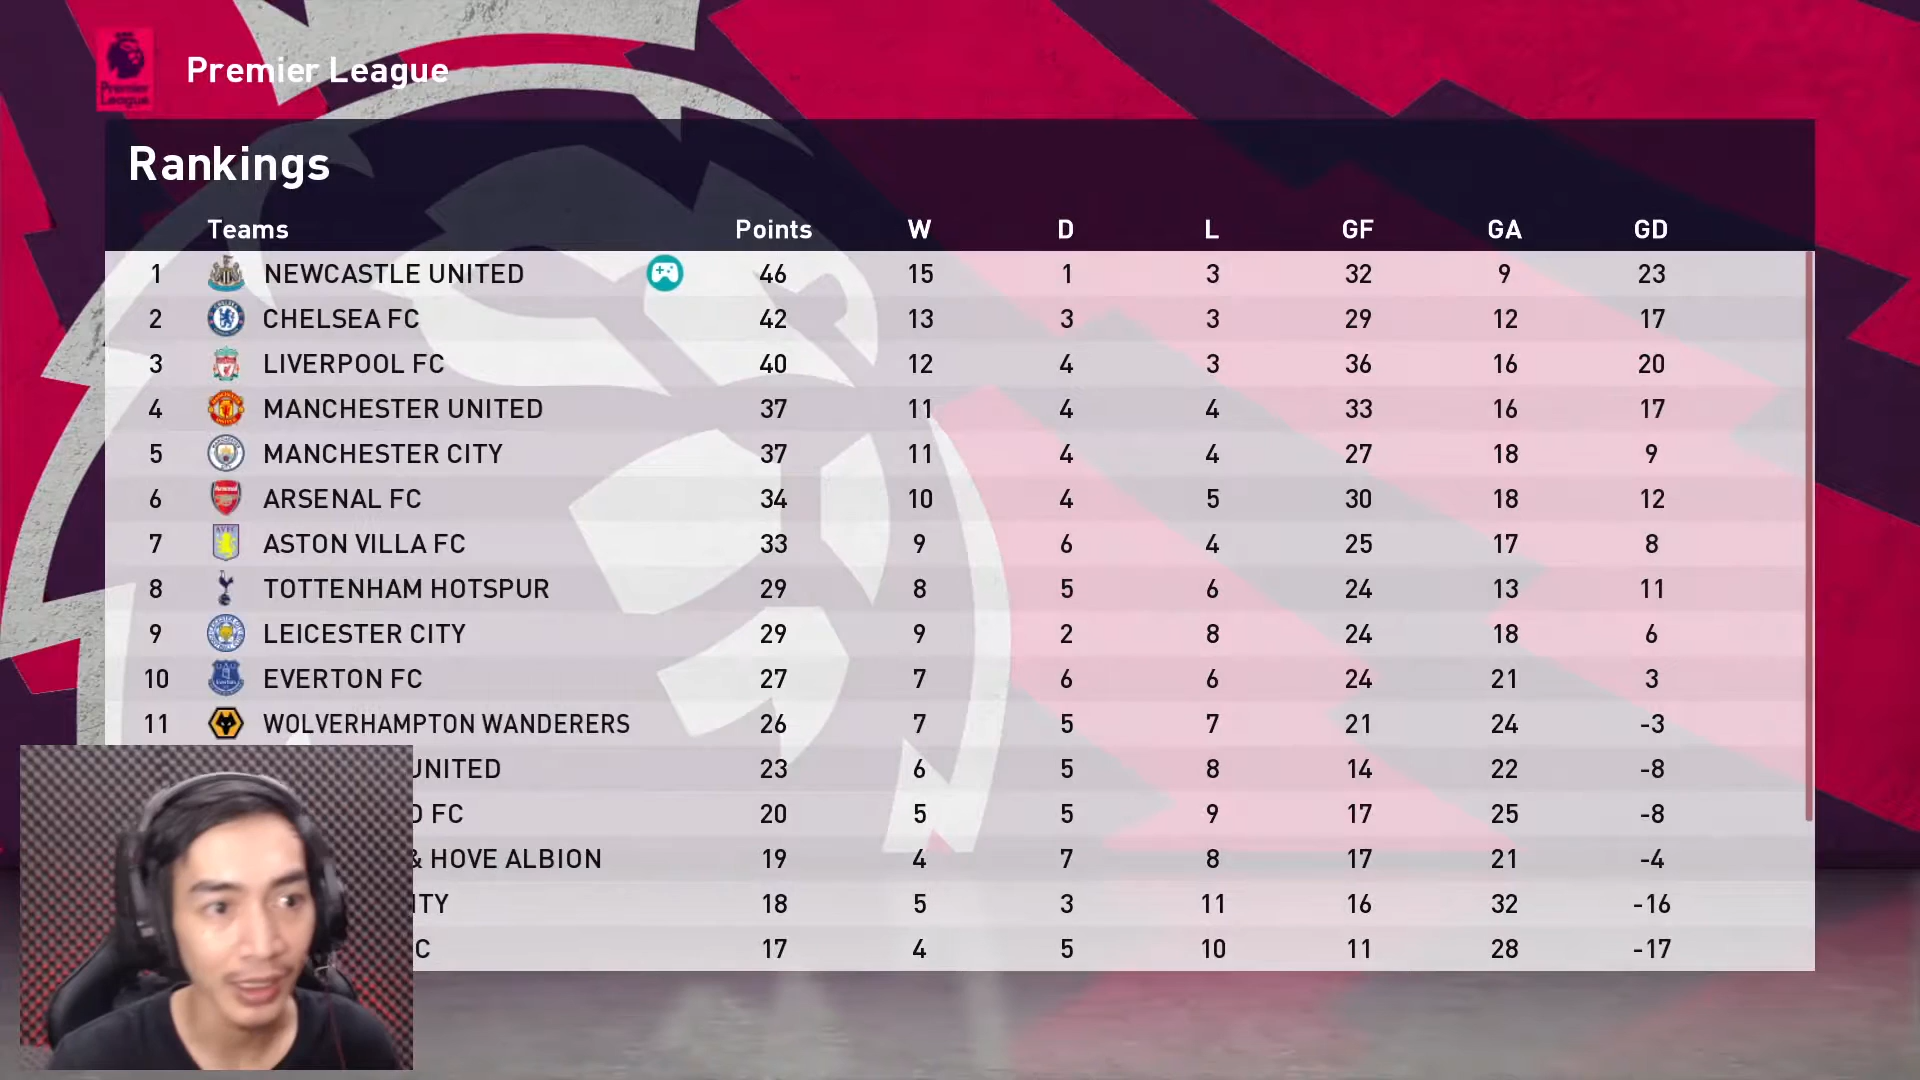 Premier League
Premier
League
Rankings
Teams Points W D L GF GA GD
1 NEWCASTLE UNITED 46 15 1 3 32 9 23
2 CHELSEA FC 42 13 3 3 29 12 17
3 LIVERPOOL FC 40 12 4 3 36 16 20
4 MANCHESTER UNITED 37 11 4 4 33 16 17
5 MANCHESTER CITY 37 11 4 4 27 18 9
6 ARSENAL FC 34 10 4 5 30 18 12
7 ASTON VILLA FC 33 9 6 4 25 17 8
8 TOTTENHAM HOTSPUR 29 8 5 6 24 13 11
9 LEICESTER CITY 29 9 2 8 24 18 6
10 EVERTON FC 27 7 6 6 24 21 3
11 WOLVERHAMPTON WANDERERS 26 7 5 7 21 24 -3
UNITED 23 6 5 8 14 22 -8
D FC 20 5 5 9 17 25 -8
& HOVE ALBION 19 4 7 8 17 21 -4
ITY 18 5 3 11 16 32 -16
C 17 4 5 10 11 28 -17